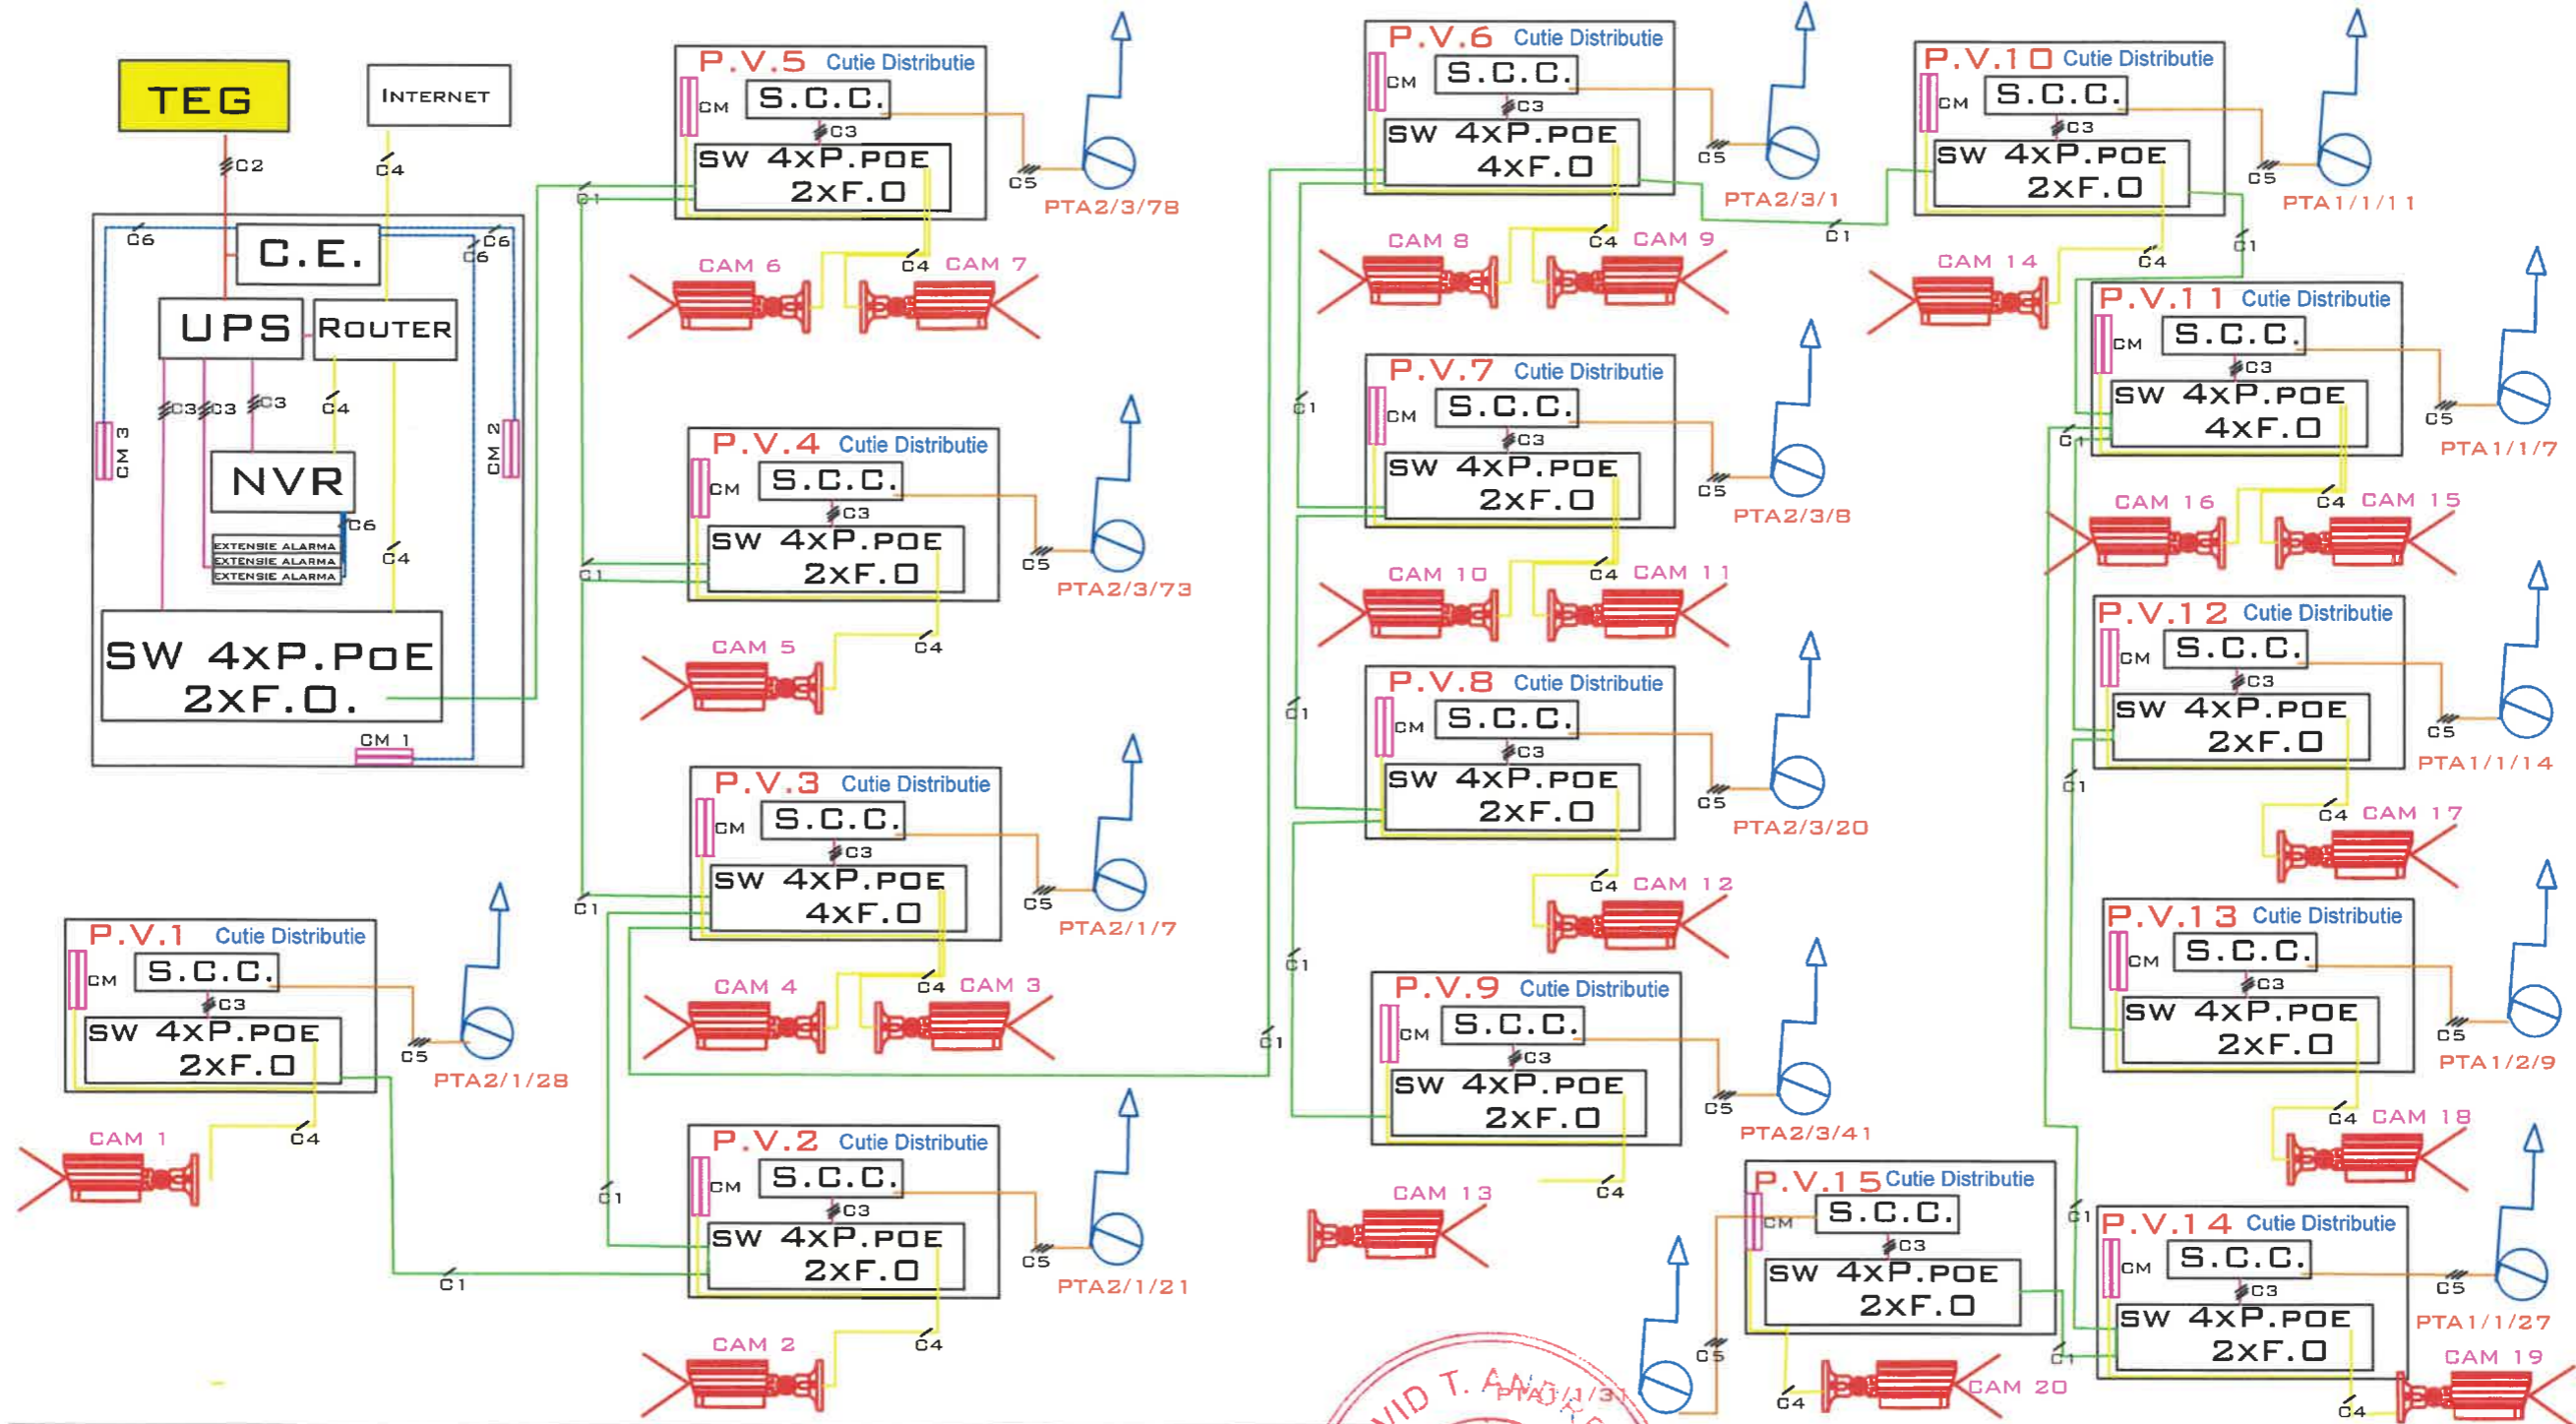 TEG
INTERNET
C2
C4
C.E.
C6
C6
C6
UPS
ROUTER
C3
C3
C3
C4
CM 3
CM 2
NVR
C6
EXTENSIE ALARMA
EXTENSIE ALARMA
EXTENSIE ALARMA
C4
SW 4xP.PoE
2xF.O.
CM 1
P.V.1 Cutie Distributie
CM
S.C.C.
C3
SW 4xP.POE
2xF.O
C5
PTA2/1/28
C4
CAM 1
C1
P.V.5 Cutie Distributie
CM
S.C.C.
C3
SW 4xP.POE
2xF.O
C5
PTA2/3/78
C1
C4
CAM 6
CAM 7
P.V.4 Cutie Distributie
CM
S.C.C.
C3
SW 4xP.POE
2xF.O
C5
PTA2/3/73
C1
C4
CAM 5
P.V.3 Cutie Distributie
CM
S.C.C.
C3
SW 4xP.POE
4xF.O
C5
PTA2/1/7
C1
C4
CAM 4
CAM 3
P.V.2 Cutie Distributie
CM
S.C.C.
C3
SW 4xP.POE
2xF.O
C5
PTA2/1/21
C1
C4
CAM 2
P.V.6 Cutie Distributie
CM
S.C.C.
C3
SW 4xP.POE
4xF.O
C5
PTA2/3/1
C4
CAM 8
CAM 9
C1
C1
P.V.7 Cutie Distributie
CM
S.C.C.
C3
SW 4xP.POE
2xF.O
C5
PTA2/3/8
C4
CAM 10
CAM 11
C1
P.V.8 Cutie Distributie
CM
S.C.C.
C3
SW 4xP.POE
2xF.O
C5
PTA2/3/20
C4
CAM 12
C1
C1
P.V.9 Cutie Distributie
CM
S.C.C.
C3
SW 4xP.POE
2xF.O
C5
PTA2/3/41
C4
CAM 13
P.V.10 Cutie Distributie
CM
S.C.C.
C3
SW 4xP.POE
2xF.O
C5
PTA1/1/11
C1
C4
CAM 14
P.V.11 Cutie Distributie
CM
S.C.C.
C3
SW 4xP.POE
4xF.O
C5
PTA1/1/7
C1
C4
CAM 16
CAM 15
P.V.12 Cutie Distributie
CM
S.C.C.
C3
SW 4xP.POE
2xF.O
C5
PTA1/1/14
C1
C4
CAM 17
P.V.13 Cutie Distributie
CM
S.C.C.
C3
SW 4xP.POE
2xF.O
C5
PTA1/2/9
C4
CAM 18
P.V.15 Cutie Distributie
CM
S.C.C.
C3
SW 4xP.POE
2xF.O
C5
PTA1/1/31
C4
CAM 20
C1
C1
P.V.14 Cutie Distributie
CM
S.C.C.
C3
SW 4xP.POE
2xF.O
C5
PTA1/1/27
C4
CAM 19
T.